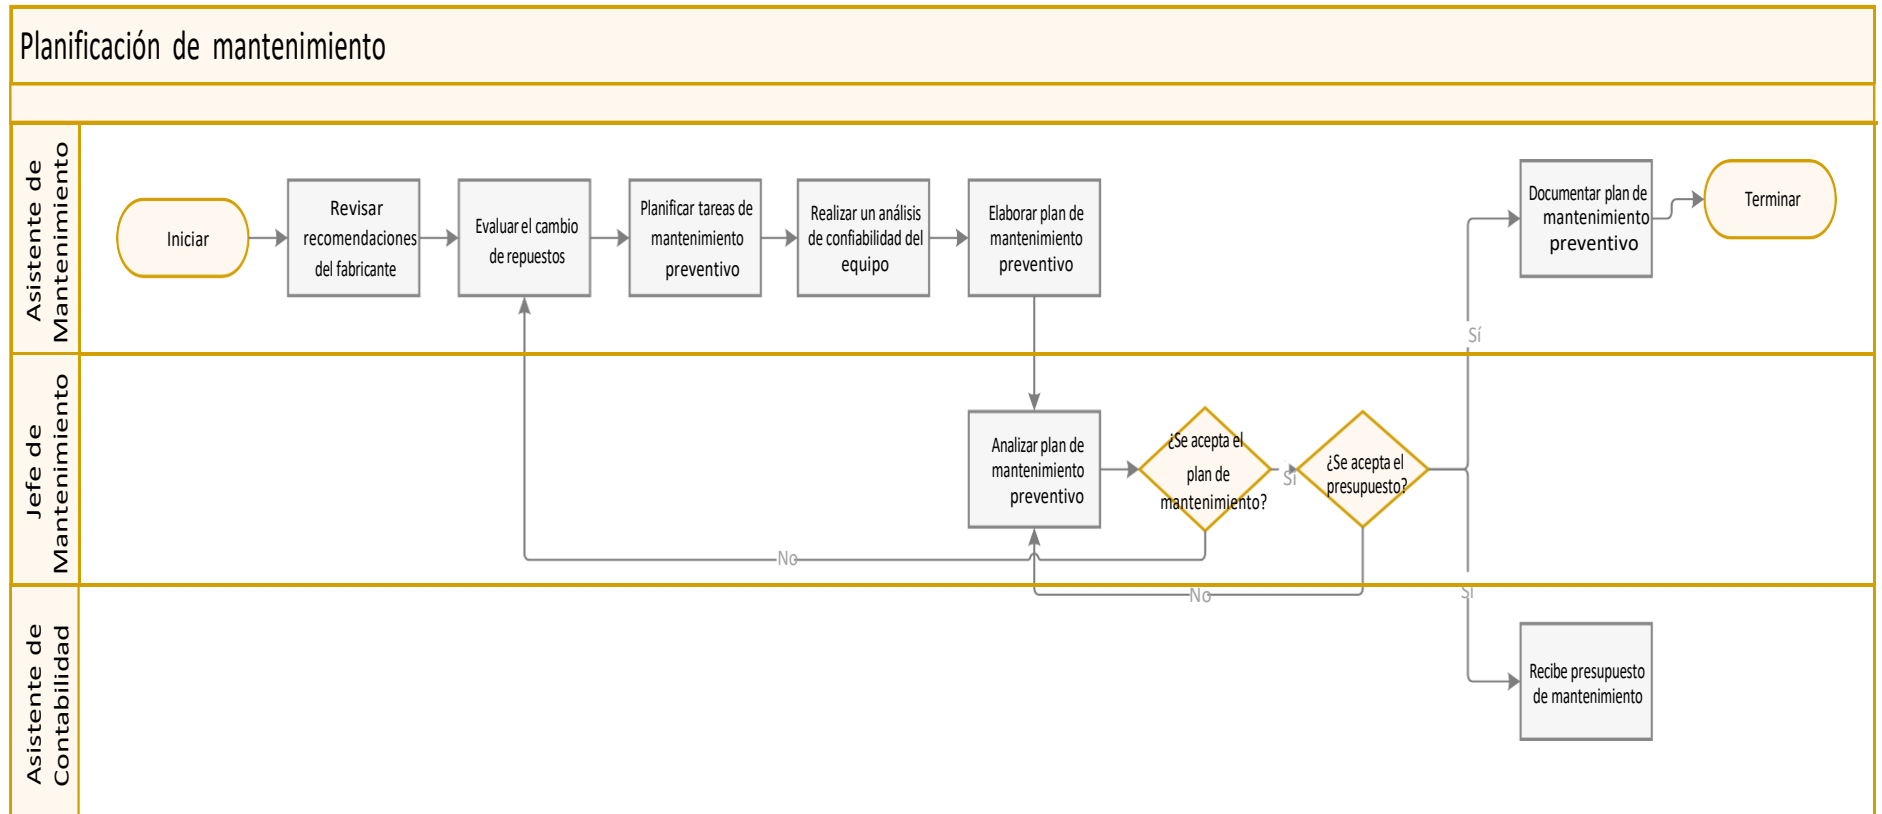 Planificación de mantenimiento
Asistente de
Mantenimiento
Iniciar
Revisar
recomendaciones
del fabricante
Evaluar el cambio
de repuestos
Planificar tareas de
mantenimiento
preventivo
Realizar un análisis
de confiabilidad del
equipo
Elaborar plan de
mantenimiento
preventivo
Documentar plan de
mantenimiento
preventivo
Terminar
Sí
Jefe de
Mantenimiento
Analizar plan de
mantenimiento
preventivo
¿Se acepta el
plan de
mantenimiento?
Sí
¿Se acepta el
presupuesto?
No
No
Sí
Asistente de
Contabilidad
Recibe presupuesto
de mantenimiento